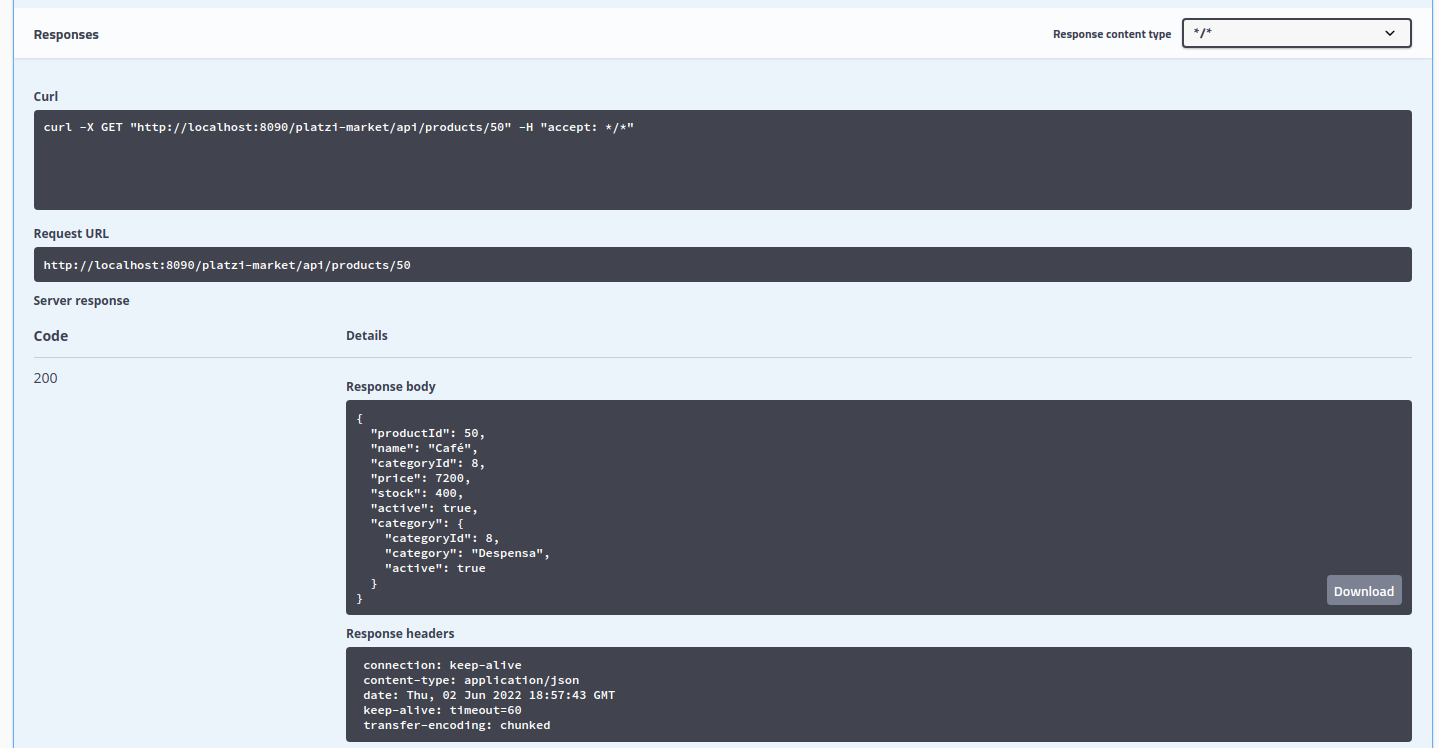 Responses
Response content type
*/*
Curl
curl -X GET "http://localhost:8090/platzi-market/api/products/50" -H "accept: */*"
Request URL
http://localhost:8090/platzi-market/api/products/50
Server response
Code
Details
200
Response body
{
  "productId": 50,
  "name": "Café",
  "categoryId": 8,
  "price": 7200,
  "stock": 400,
  "active": true,
  "category": {
    "categoryId": 8,
    "category": "Despensa",
    "active": true
  }
}
Download
Response headers
connection: keep-alive
content-type: application/json
date: Thu, 02 Jun 2022 18:57:43 GMT
keep-alive: timeout=60
transfer-encoding: chunked